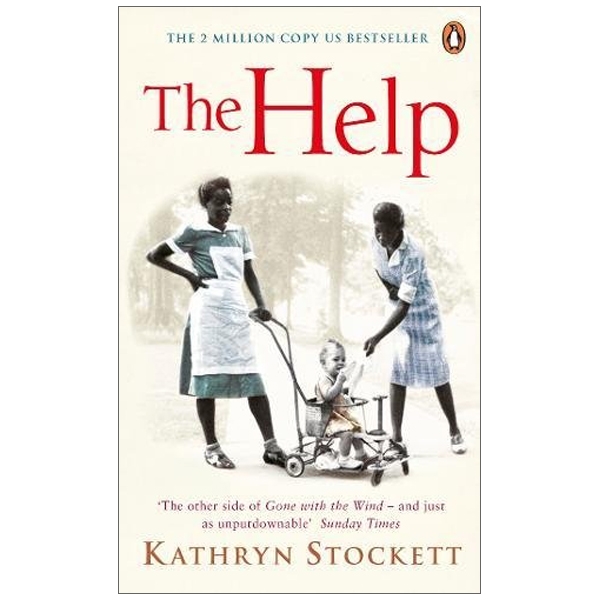 THE 2 MILLION COPY US BESTSELLER
The Help
'The other side of Gone with the Wind – and just
as unputdownable' Sunday Times
KATHRYN STOCKETT